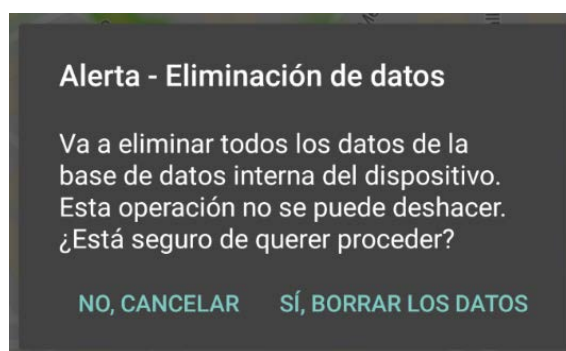 Alerta - Eliminación de datos
Va a eliminar todos los datos de la
base de datos interna del dispositivo.
Esta operación no se puede deshacer.
¿Está seguro de querer proceder?
NO, CANCELAR SÍ, BORRAR LOS DATOS